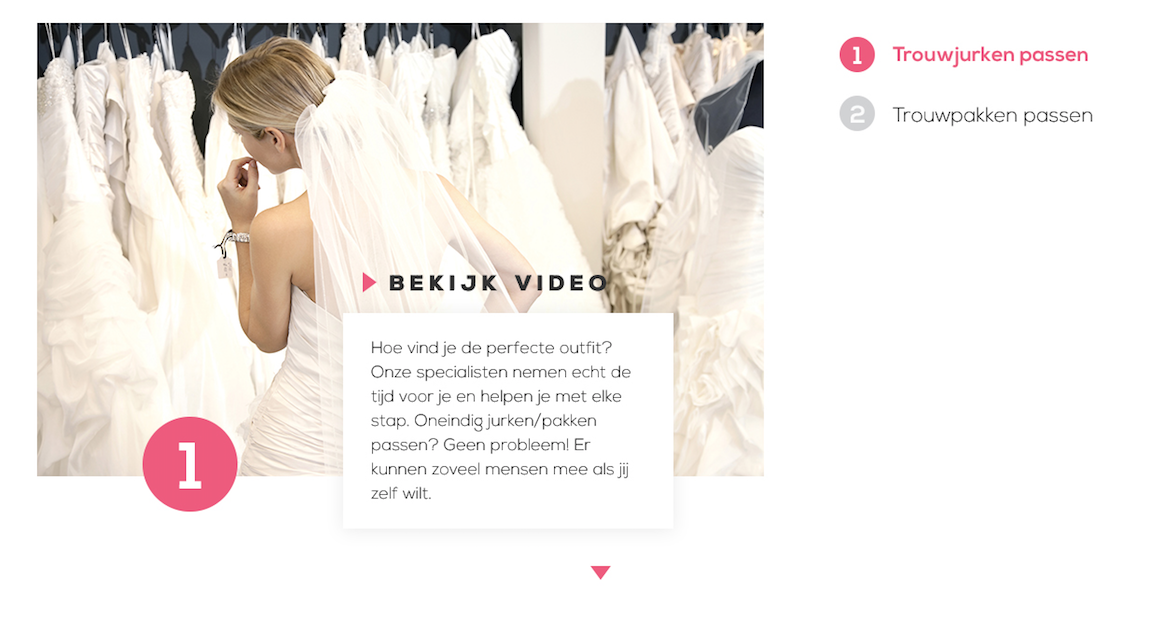 1 Trouwjurken passen
2 Trouwpakken passen
BEKIJK VIDEO
Hoe vind je de perfecte outfit?
Onze specialisten nemen echt de
tijd voor je en helpen je met elke
stap. Oneindig jurken/pakken
passen? Geen probleem! Er
kunnen zoveel mensen mee als jij
zelf wilt.
1